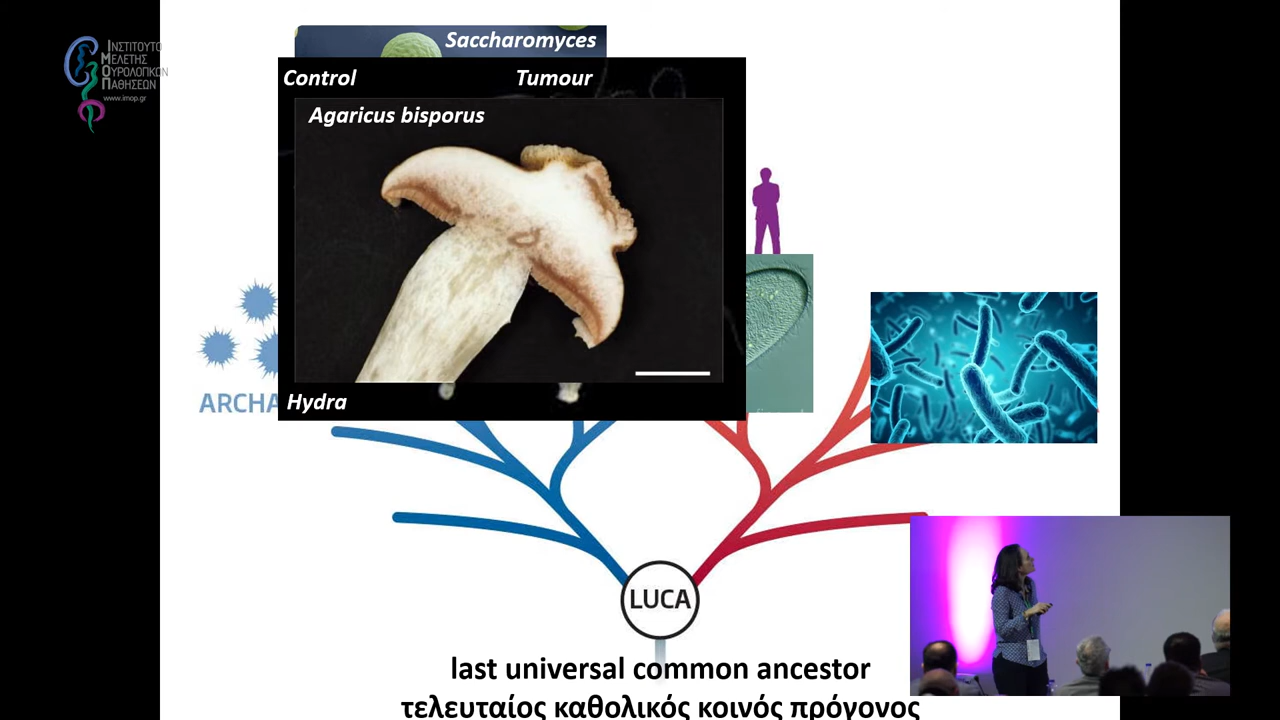 ΙΝΣΤΙΤΟΥΤΟ
ΜΕΛΕΤΗΣ
ΟΥΡΟΛΟΓΙΚΩΝ
ΠΑΘΗΣΕΩΝ
www.imop.gr
Saccharomyces
Control Tumour
Agaricus bisporus
ARCHA
Hydra
LUCA
last universal common ancestor
τελευταίος καθολικός κοινός πρόγονος